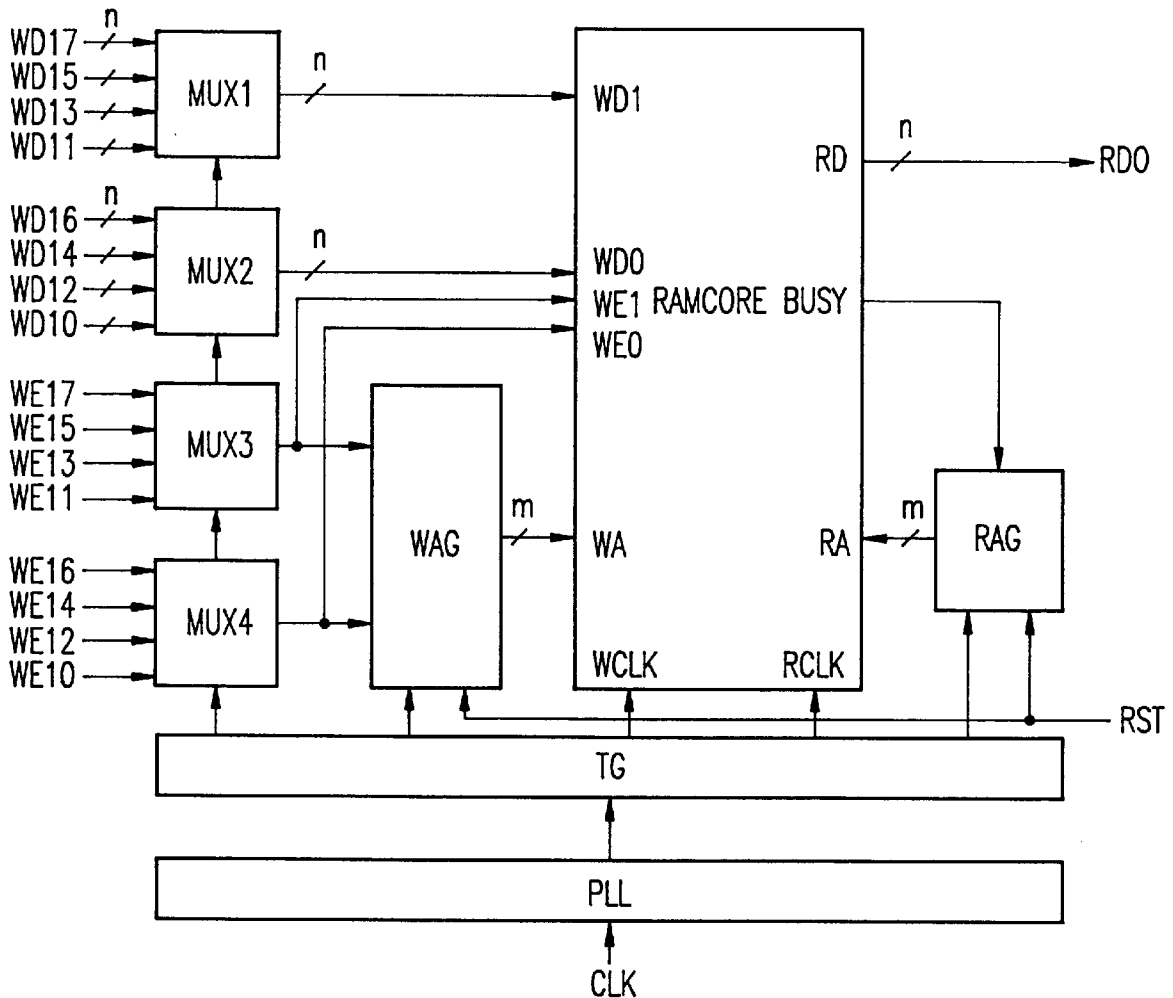 n
WD17
WD15
WD13
WD11
MUX1
n
WD1
RD
n
RD0
n
WD16
WD14
WD12
WD10
MUX2
n
WD0
WE1
WE0
RAMCORE BUSY
WE17
WE15
WE13
WE11
MUX3
WE16
WE14
WE12
WE10
MUX4
WAG
m
WA
RA
m
RAG
WCLK
RCLK
RST
TG
PLL
CLK